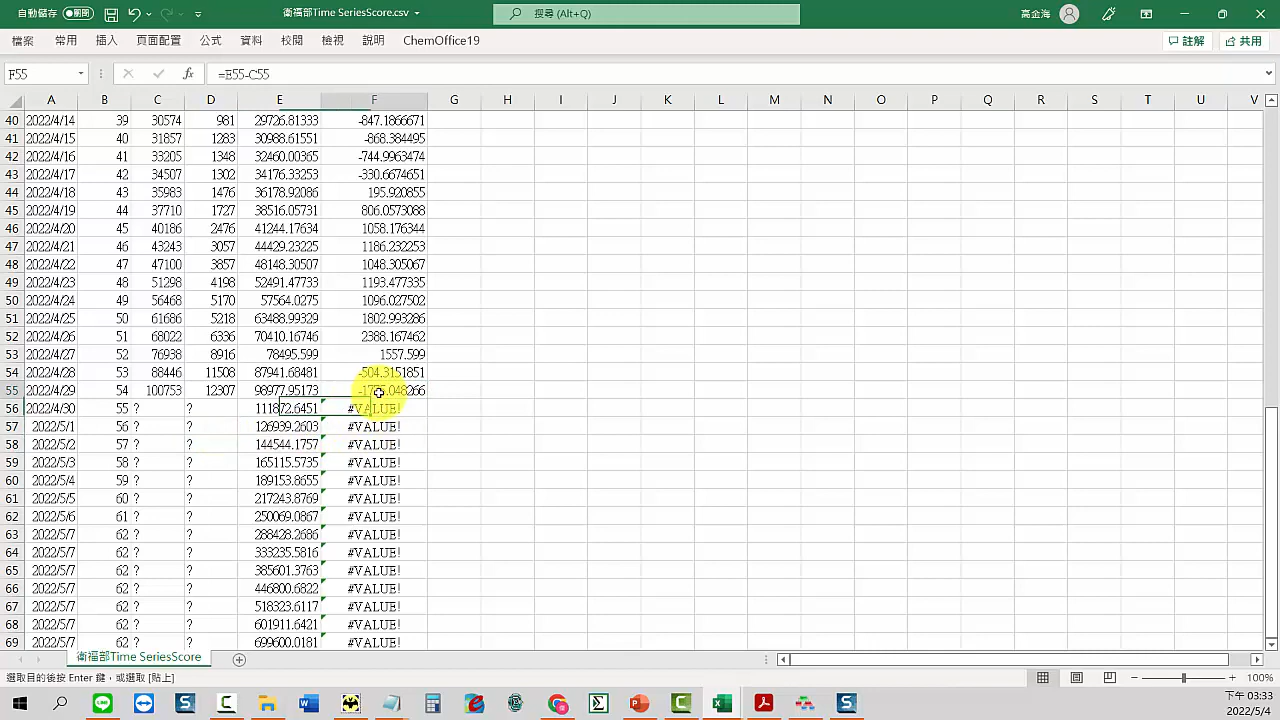 自動儲存 關閉 衛福部Time SeriesScore.csv 搜尋 (Alt+Q) 高金海
檔案 常用 插入 頁面配置 公式 資料 校閱 檢視 說明 ChemOffice19 註解 共用
F55 fx =E55-C55
A B C D E F G H I J K L M N O P Q R S T U V
40 2022/4/14 39 30574 981 29726.81333 -847.1866671
41 2022/4/15 40 31857 1283 30988.61551 -868.384495
42 2022/4/16 41 33205 1348 32460.00365 -744.9963474
43 2022/4/17 42 34507 1302 34176.33253 -330.6674651
44 2022/4/18 43 35983 1476 36178.92086 195.920855
45 2022/4/19 44 37710 1727 38516.05731 806.0573088
46 2022/4/20 45 40186 2476 41244.17634 1058.176344
47 2022/4/21 46 43243 3057 44429.23225 1186.232253
48 2022/4/22 47 47100 3857 48148.30507 1048.305067
49 2022/4/23 48 51298 4198 52491.47733 1193.477335
50 2022/4/24 49 56468 5170 57564.0275 1096.027502
51 2022/4/25 50 61686 5218 63488.99329 1802.993286
52 2022/4/26 51 68022 6336 70410.16746 2388.167462
53 2022/4/27 52 76938 8916 78495.599 1557.599
54 2022/4/28 53 88446 11508 87941.68481 -504.3151851
55 2022/4/29 54 100753 12307 98977.95173 -1775.048266
56 2022/4/30 55 ? ? 111872.6451 #VALUE!
57 2022/5/1 56 ? ? 126939.2603 #VALUE!
58 2022/5/2 57 ? ? 144544.1757 #VALUE!
59 2022/5/3 58 ? ? 165115.5735 #VALUE!
60 2022/5/4 59 ? ? 189153.8655 #VALUE!
61 2022/5/5 60 ? ? 217243.8769 #VALUE!
62 2022/5/6 61 ? ? 250069.0867 #VALUE!
63 2022/5/7 62 ? ? 288428.2686 #VALUE!
64 2022/5/7 62 ? ? 333235.5816 #VALUE!
65 2022/5/7 62 ? ? 385601.3763 #VALUE!
66 2022/5/7 62 ? ? 446800.6822 #VALUE!
67 2022/5/7 62 ? ? 518323.6117 #VALUE!
68 2022/5/7 62 ? ? 601911.6421 #VALUE!
69 2022/5/7 62 ? ? 699600.0181 #VALUE!
衛福部Time SeriesScore
選取目的後按 Enter 鍵，或選取 [貼上] 100%
下午 03:33
2022/5/4